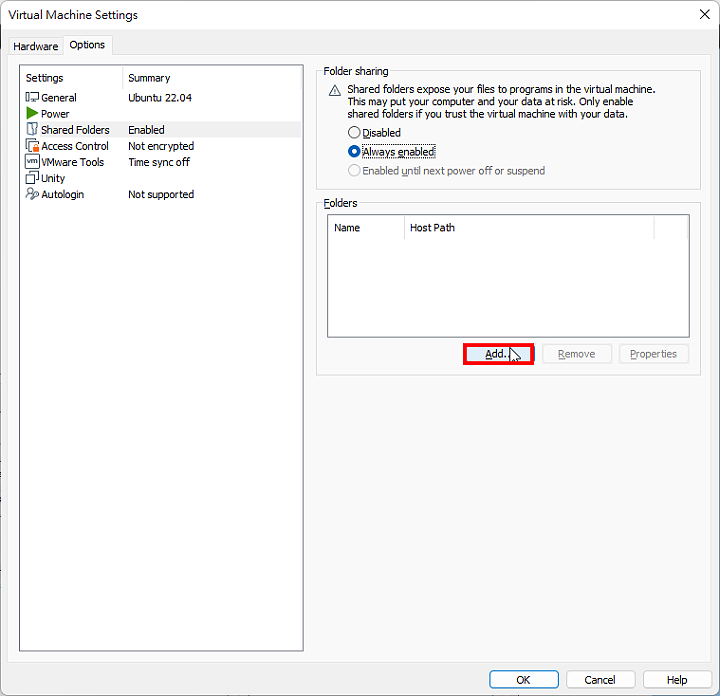 Virtual Machine Settings
Hardware Options
Settings Summary
General Ubuntu 22.04
Power
Shared Folders Enabled
Access Control Not encrypted
vm VMware Tools Time sync off
Unity
Autologin Not supported
Folder sharing
Shared folders expose your files to programs in the virtual machine.
This may put your computer and your data at risk. Only enable
shared folders if you trust the virtual machine with your data.
Disabled
Always enabled
Enabled until next power off or suspend
Folders
Name Host Path
Add... Remove Properties
OK Cancel Help